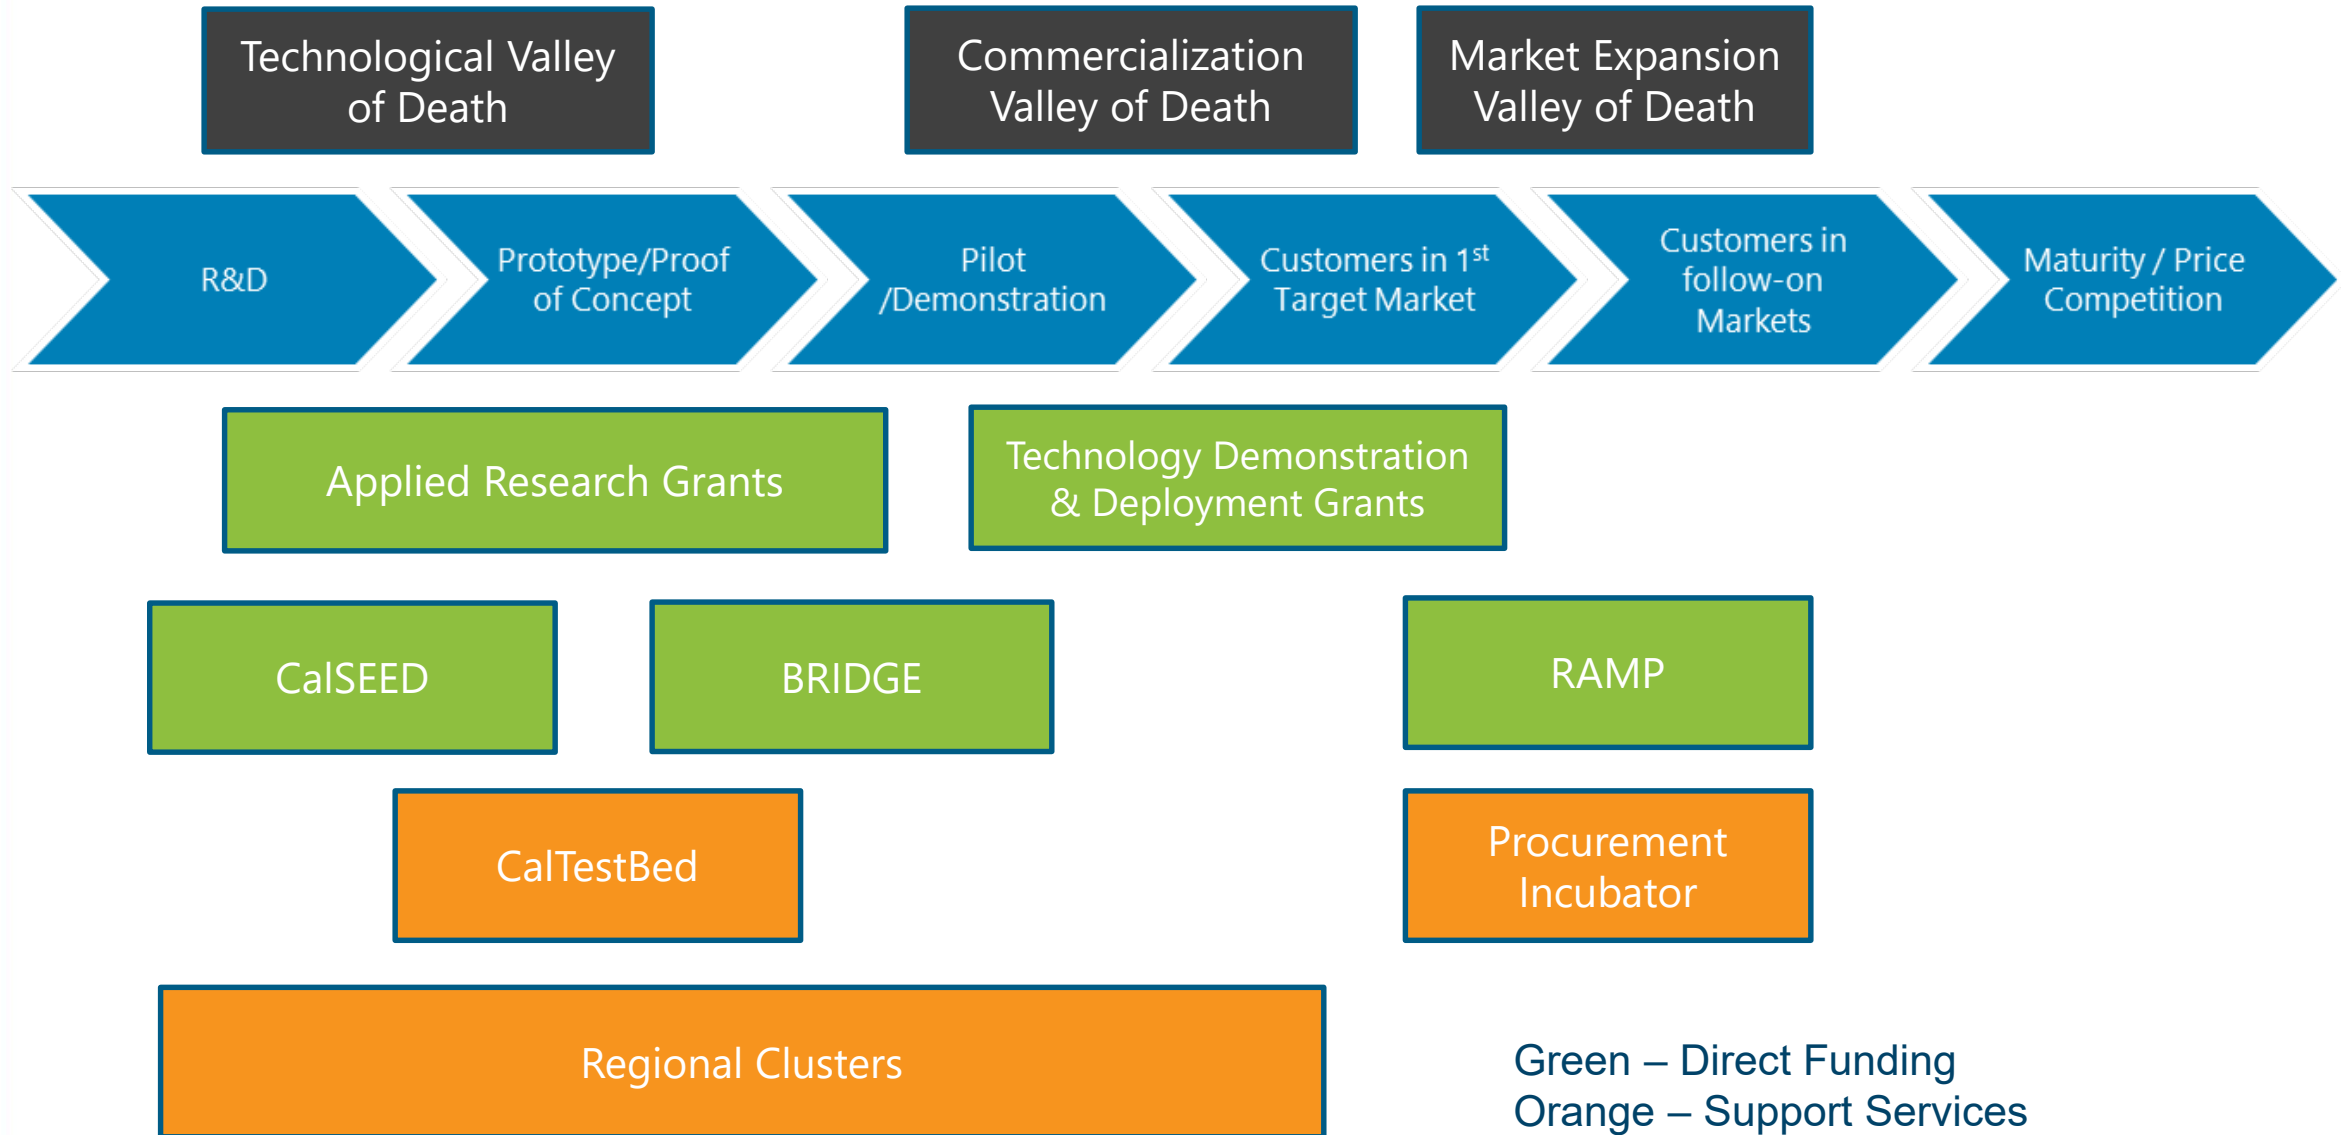 Technological Valley
of Death
Commercialization
Valley of Death
Market Expansion
Valley of Death
R&D
Prototype/Proof
of Concept
Pilot
/Demonstration
Customers in 1st
Target Market
Customers in
follow-on
Markets
Maturity / Price
Competition
Applied Research Grants
Technology Demonstration
& Deployment Grants
CalSEED
BRIDGE
RAMP
CalTestBed
Procurement
Incubator
Regional Clusters
Green – Direct Funding
Orange – Support Services